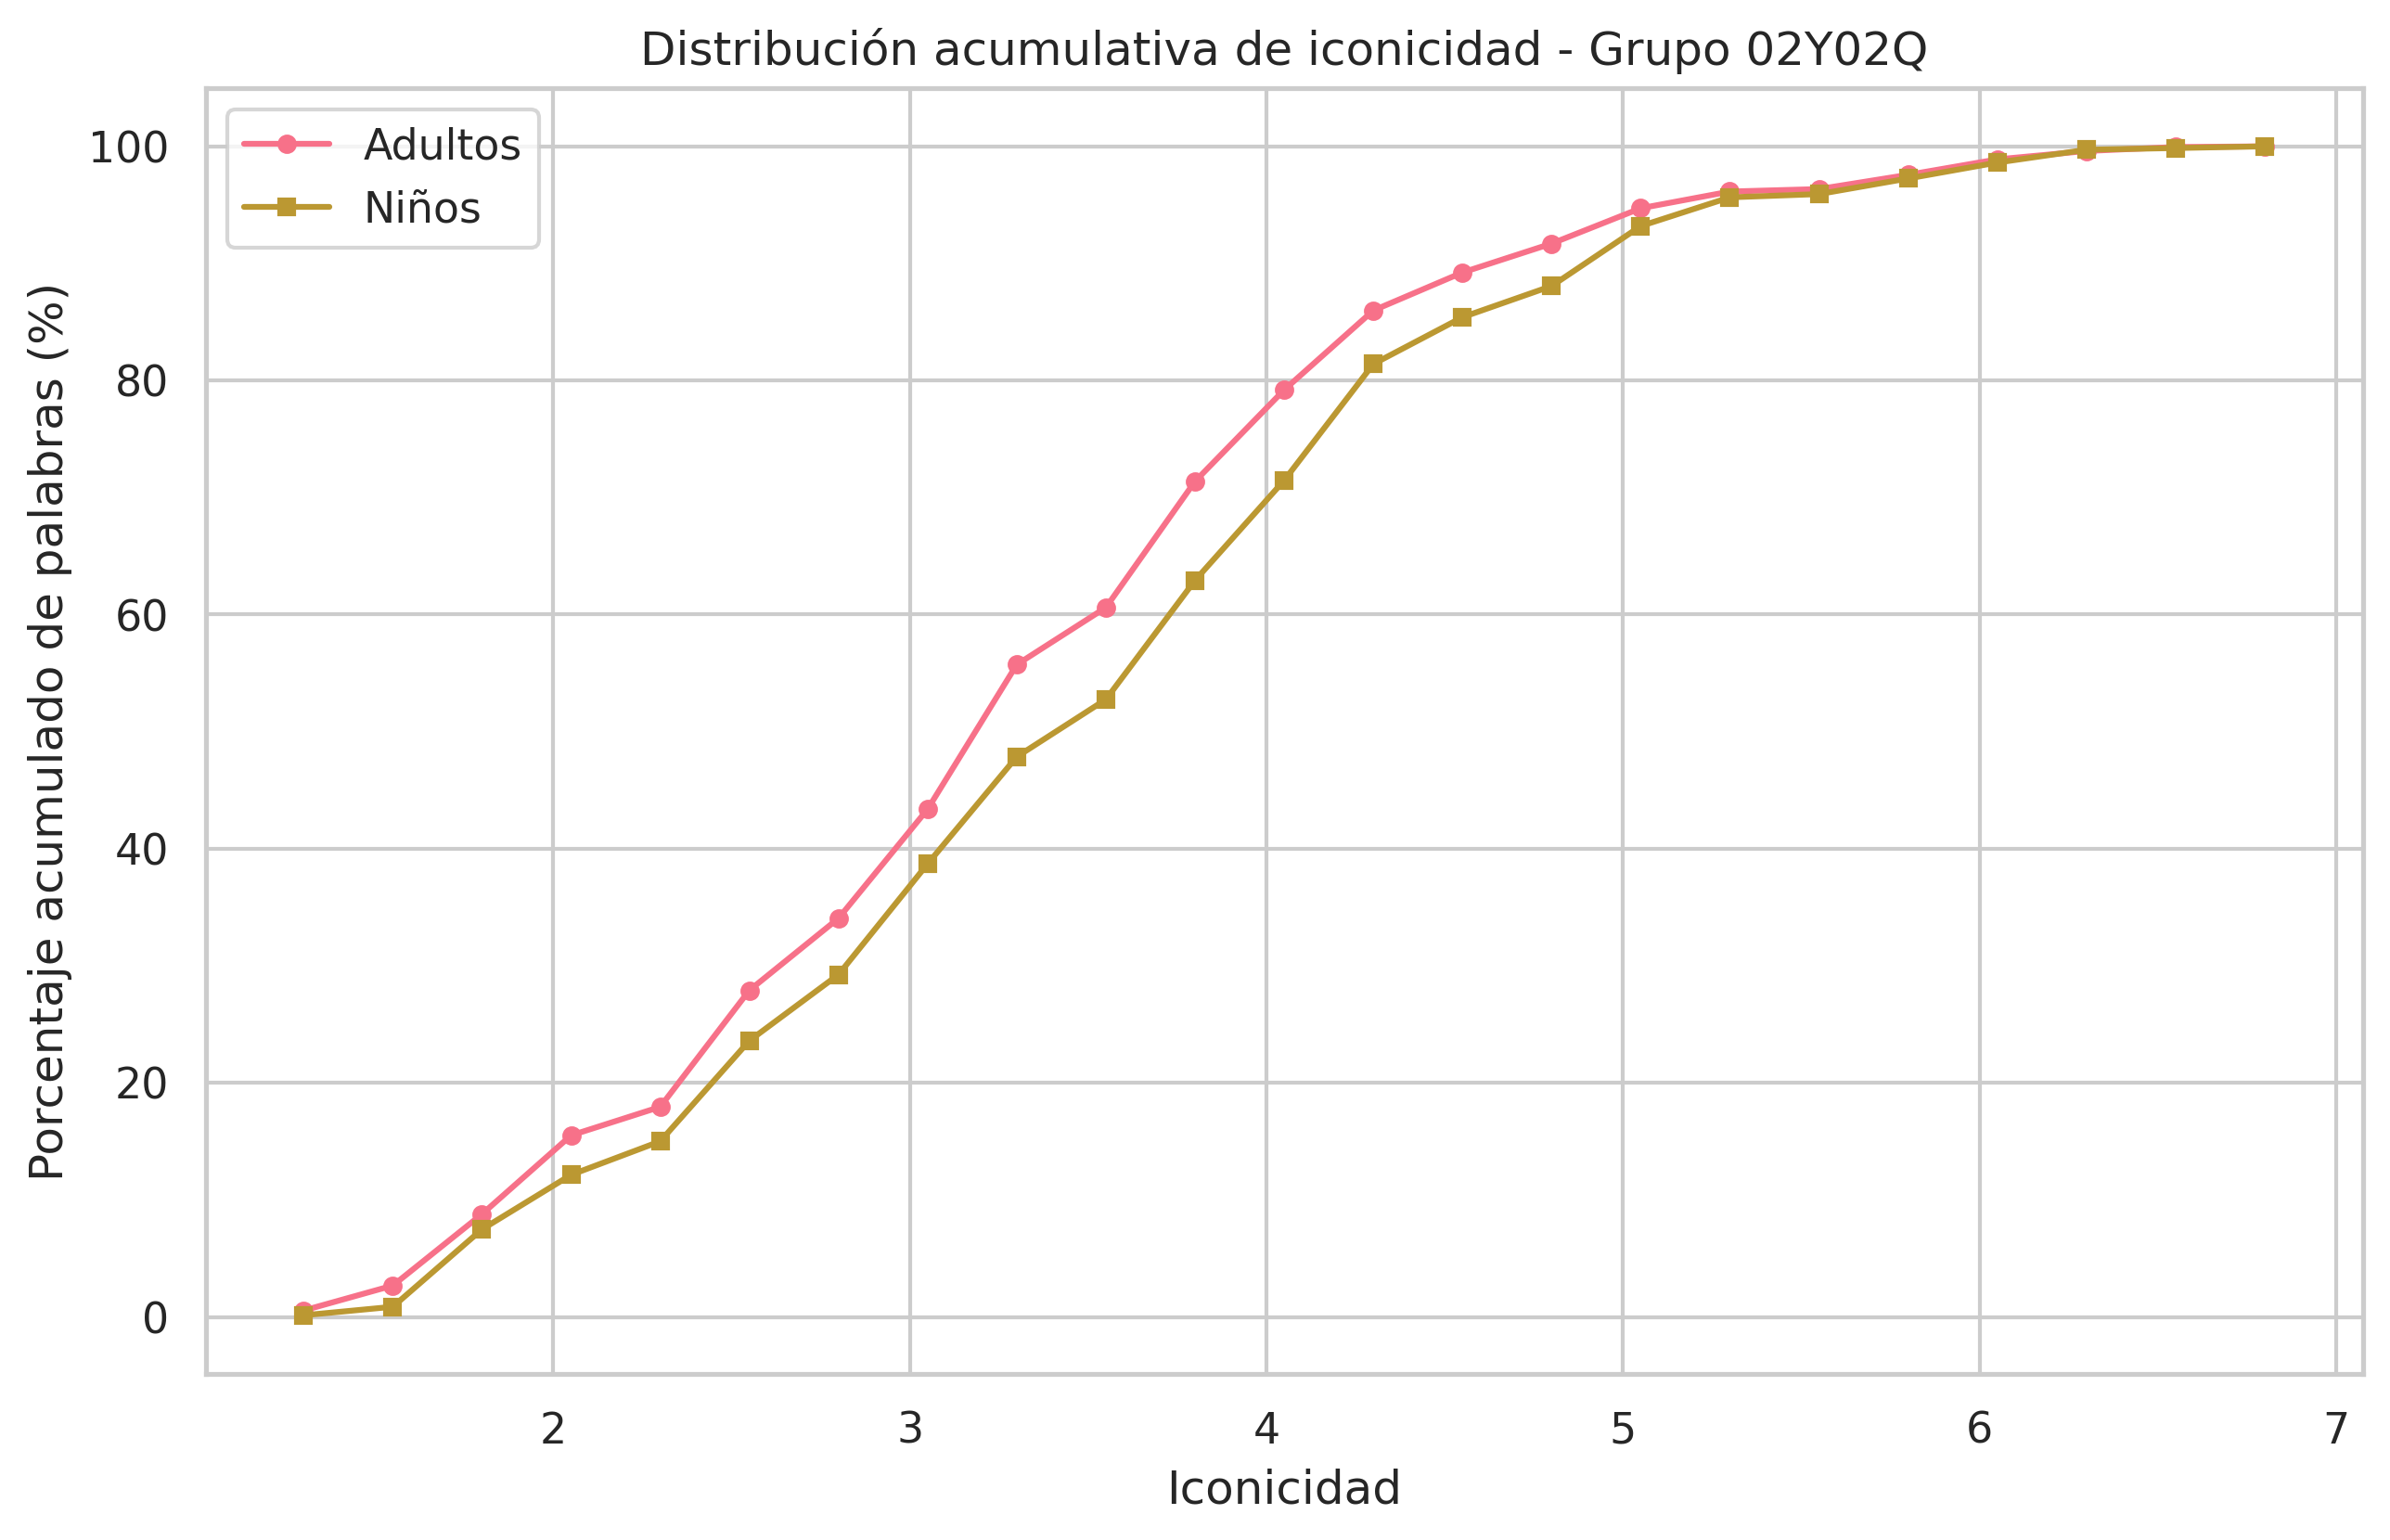 Distribución acumulativa de iconicidad - Grupo 02Y02Q
Adultos
Niños
Porcentaje acumulado de palabras (%)
100
80
60
40
20
0
2 3 4 5 6 7
Iconicidad